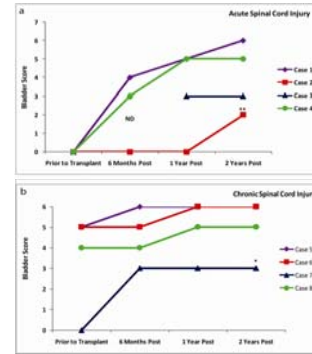 a
Acute Spinal Cord Injury
Bladder Score
7
6
5
4
3
2
1
0
ND
**
Prior to Transplant
6 Months Post
1 Year Post
2 Years Post
Case 1
Case 2
Case 3
Case 4
b
Chronic Spinal Cord Injury
Bladder Score
6
5
4
3
2
1
0
*
Prior to Transplant
6 Months Post
1 Year Post
2 Years Post
Case 5
Case 6
Case 7
Case 8